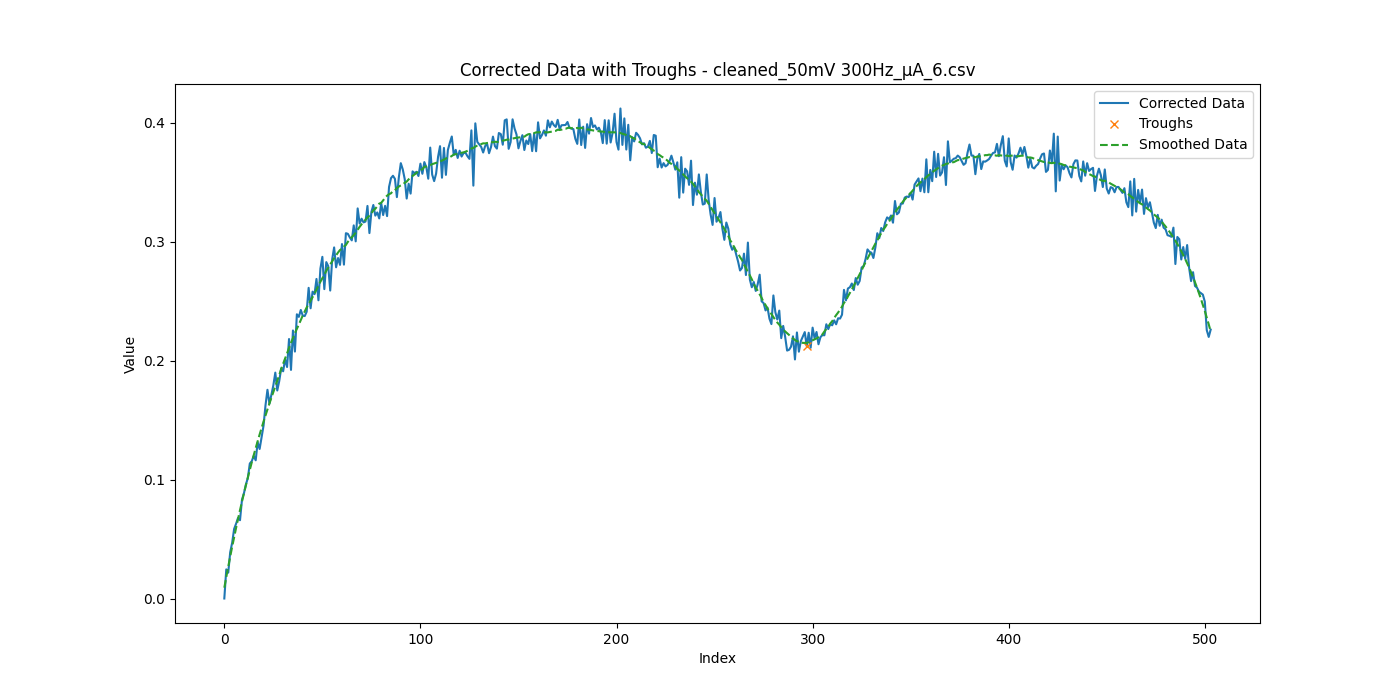 Corrected Data with Troughs - cleaned_50mV 300Hz_µA_6.csv
Corrected Data
Troughs
Smoothed Data
Value
0.4
0.3
0.2
0.1
0.0
0 100 200 300 400 500
Index